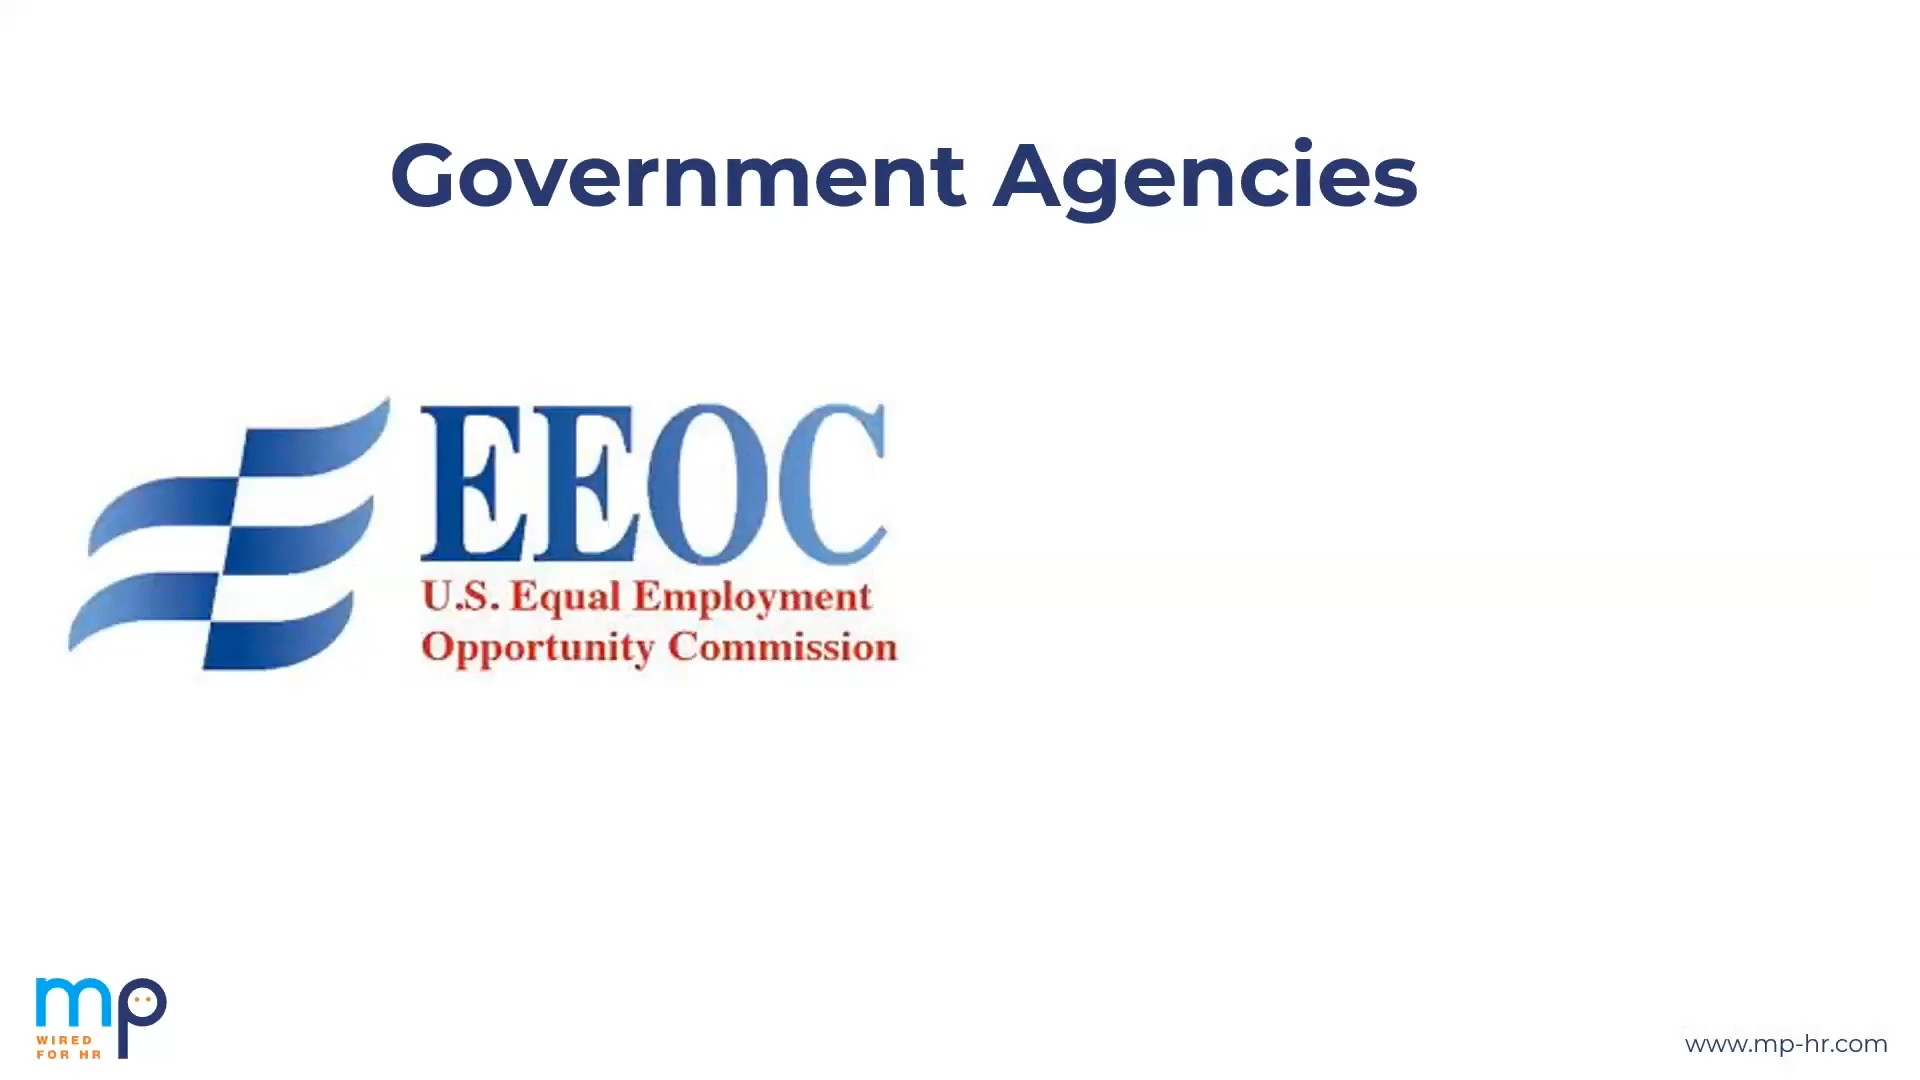 Government Agencies
EEOC
U.S. Equal Employment
Opportunity Commission
mp
WIRED
FOR HR
www.mp-hr.com